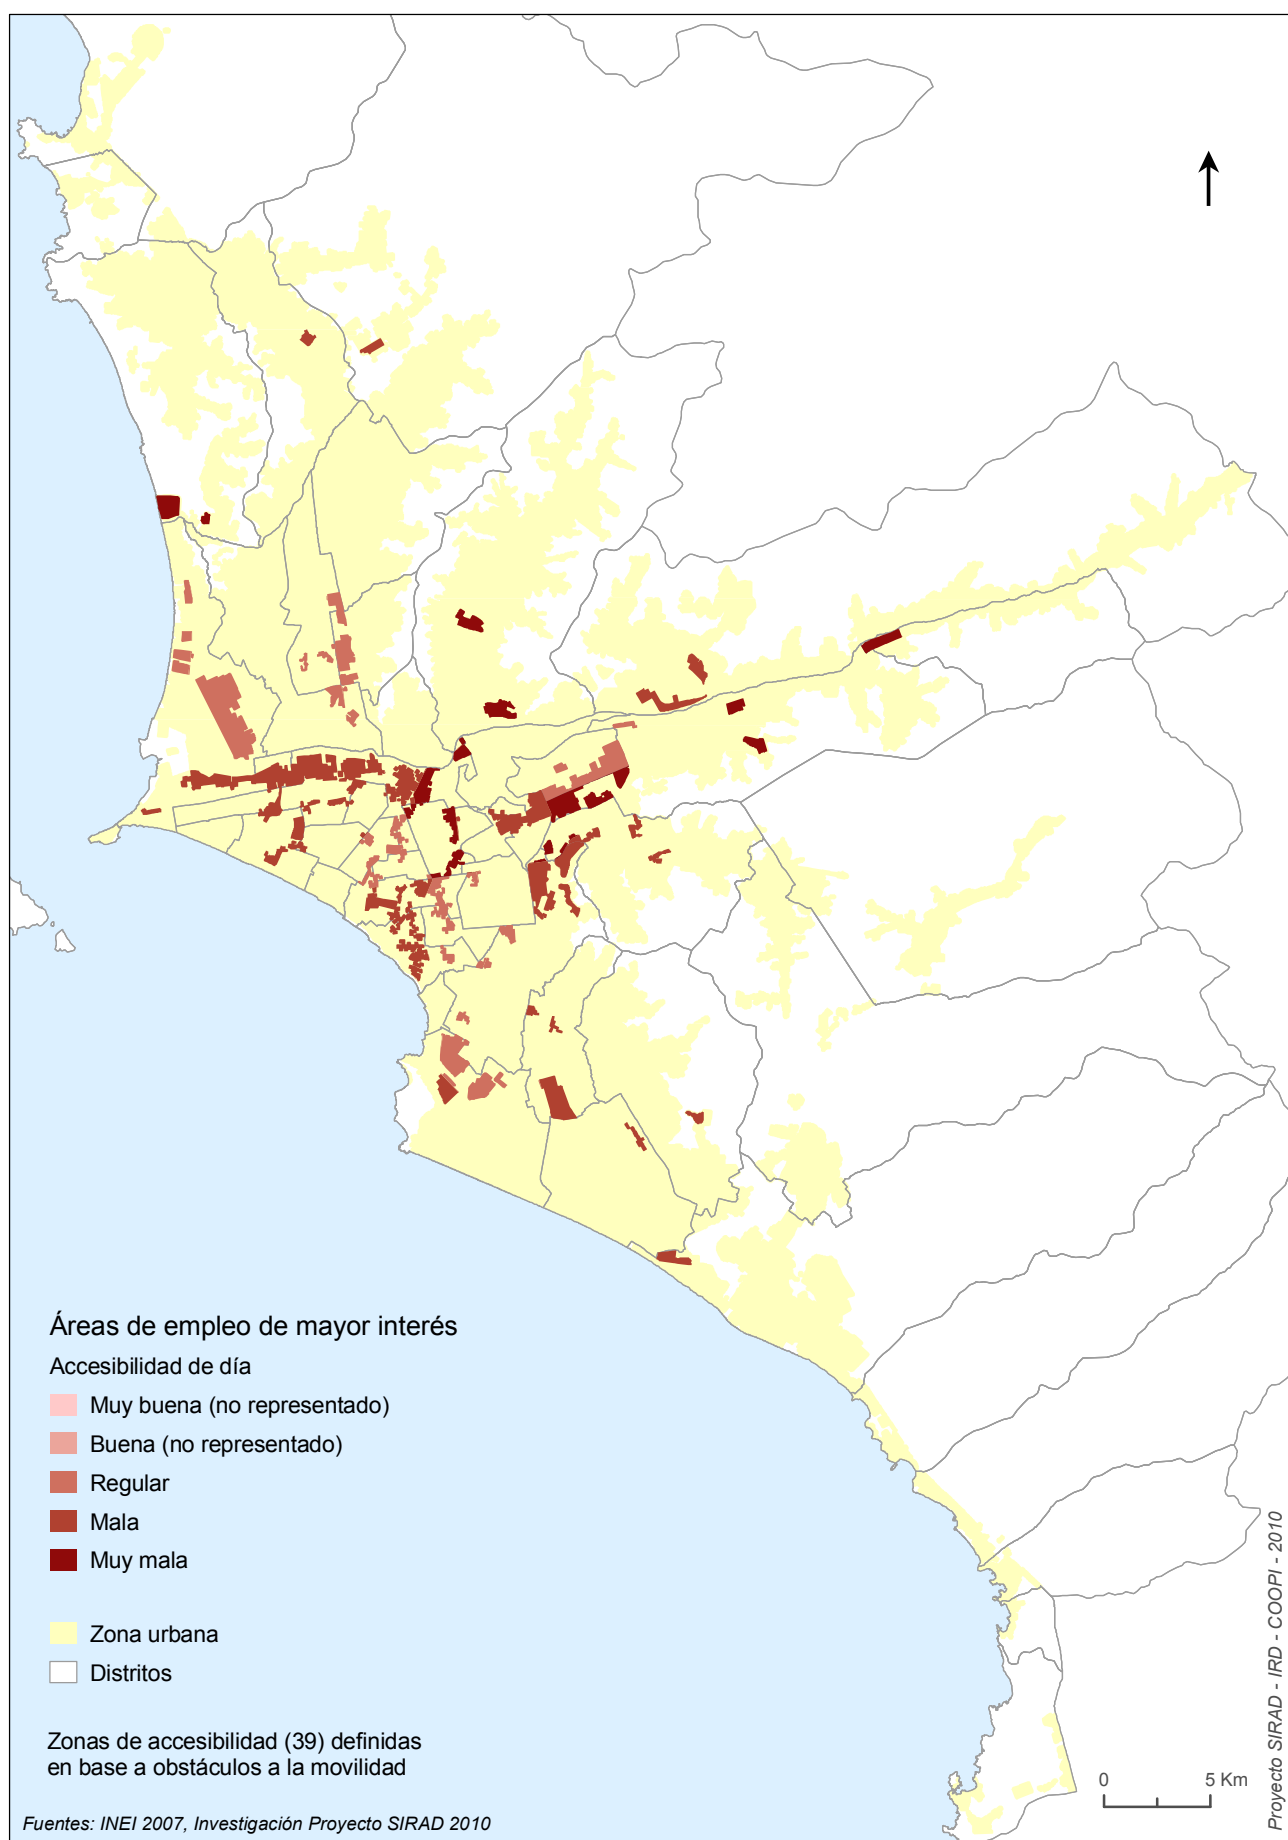 Áreas de empleo de mayor interés
Accesibilidad de día
Muy buena (no representado)
Buena (no representado)
Regular
Mala
Muy mala
Zona urbana
Distritos
Zonas de accesibilidad (39) definidas
en base a obstáculos a la movilidad
Fuentes: INEI 2007, Investigación Proyecto SIRAD 2010
0 5 Km
Proyecto SIRAD - IRD - COOPI - 2010